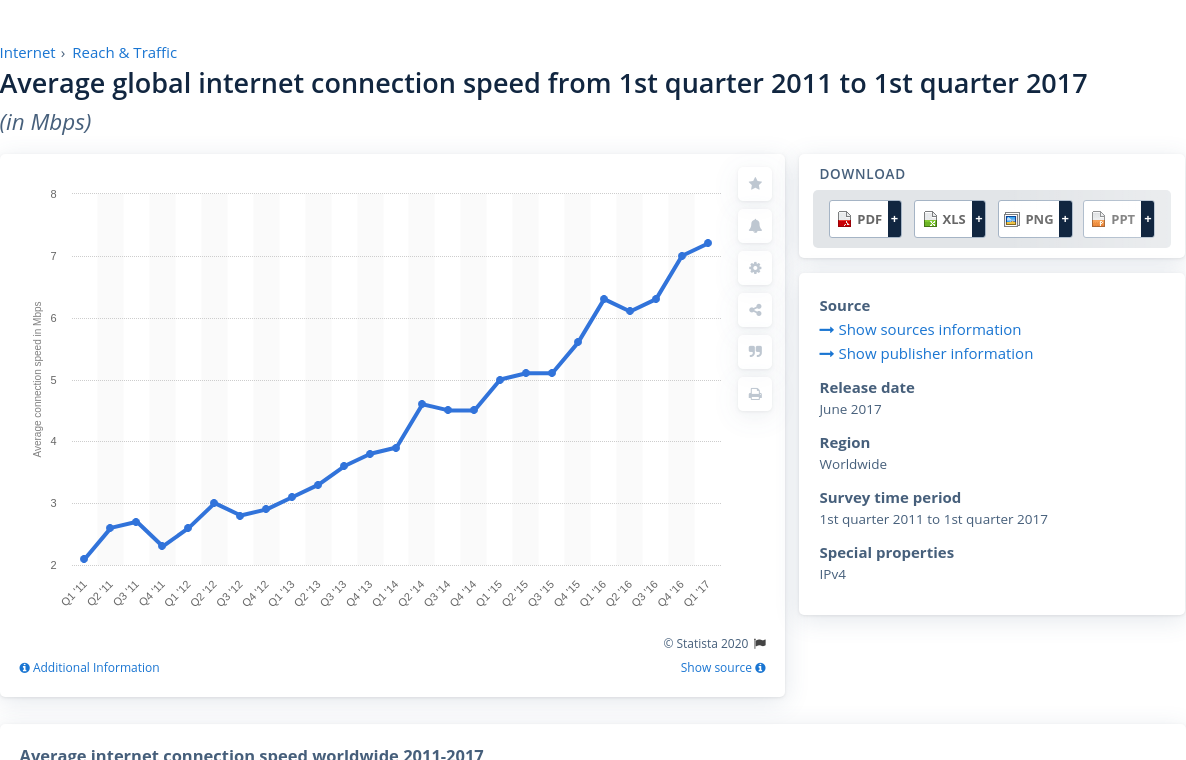 Internet › Reach & Traffic
Average global internet connection speed from 1st quarter 2011 to 1st quarter 2017
(in Mbps)
8
7
6
5
4
3
2
Average connection speed in Mbps
Q1 '11 Q2 '11 Q3 '11 Q4 '11 Q1 '12 Q2 '12 Q3 '12 Q4 '12 Q1 '13 Q2 '13 Q3 '13 Q4 '13 Q1 '14 Q2 '14 Q3 '14 Q4 '14 Q1 '15 Q2 '15 Q3 '15 Q4 '15 Q1 '16 Q2 '16 Q3 '16 Q4 '16 Q1 '17
© Statista 2020
Additional Information
Show source
DOWNLOAD
PDF + XLS + PNG + PPT +
Source
Show sources information
Show publisher information
Release date
June 2017
Region
Worldwide
Survey time period
1st quarter 2011 to 1st quarter 2017
Special properties
IPv4
Average internet connection speed worldwide 2011-2017